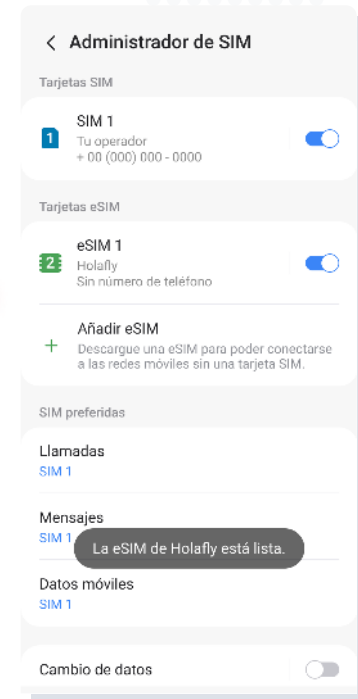 Administrador de SIM
Tarjetas SIM
1
SIM 1
Tu operador
+ 00 (000) 000 - 0000
Tarjetas eSIM
2
eSIM 1
Holafly
Sin número de teléfono
+
Añadir eSIM
Descargue una eSIM para poder conectarse
a las redes móviles sin una tarjeta SIM.
SIM preferidas
Llamadas
SIM 1
Mensajes
SIM 1
La eSIM de Holafly está lista.
Datos móviles
SIM 1
Cambio de datos